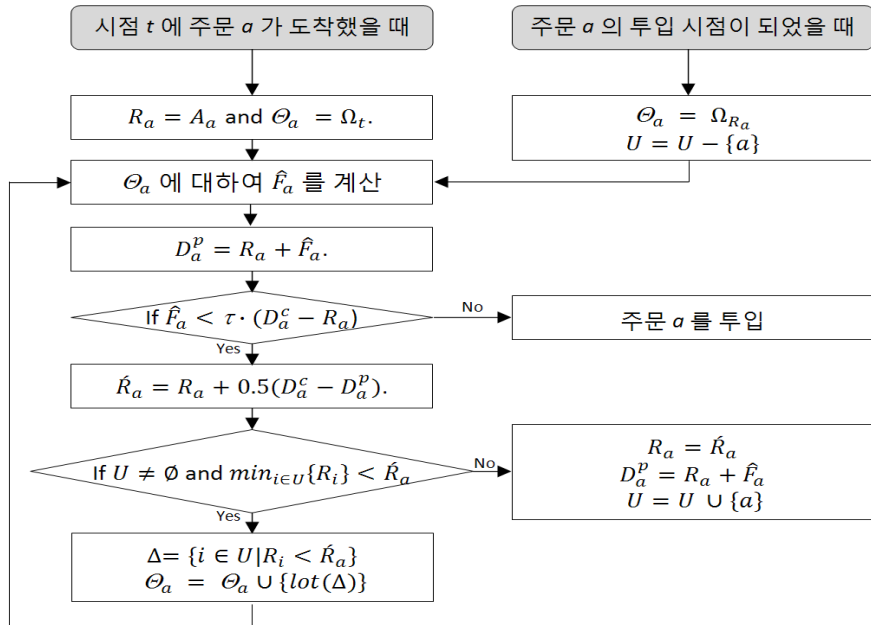 시점 t 에 주문 a 가 도착했을 때
주문 a 의 투입 시점이 되었을 때
R_a = A_a and Θ_a = Ω_t.
Θ_a = Ω_{R_a}
U = U − {a}
Θ_a 에 대하여 F̂_a 를 계산
D_a^p = R_a + F̂_a.
If F̂_a < τ · (D_a^c − R_a)
No
주문 a 를 투입
Yes
Ŕ_a = R_a + 0.5(D_a^c − D_a^p).
If U ≠ ∅ and min_{i∈U}{R_i} < Ŕ_a
No
R_a = Ŕ_a
D_a^p = R_a + F̂_a
U = U ∪ {a}
Yes
Δ= {i ∈ U|R_i < Ŕ_a}
Θ_a = Θ_a ∪ {lot(Δ)}